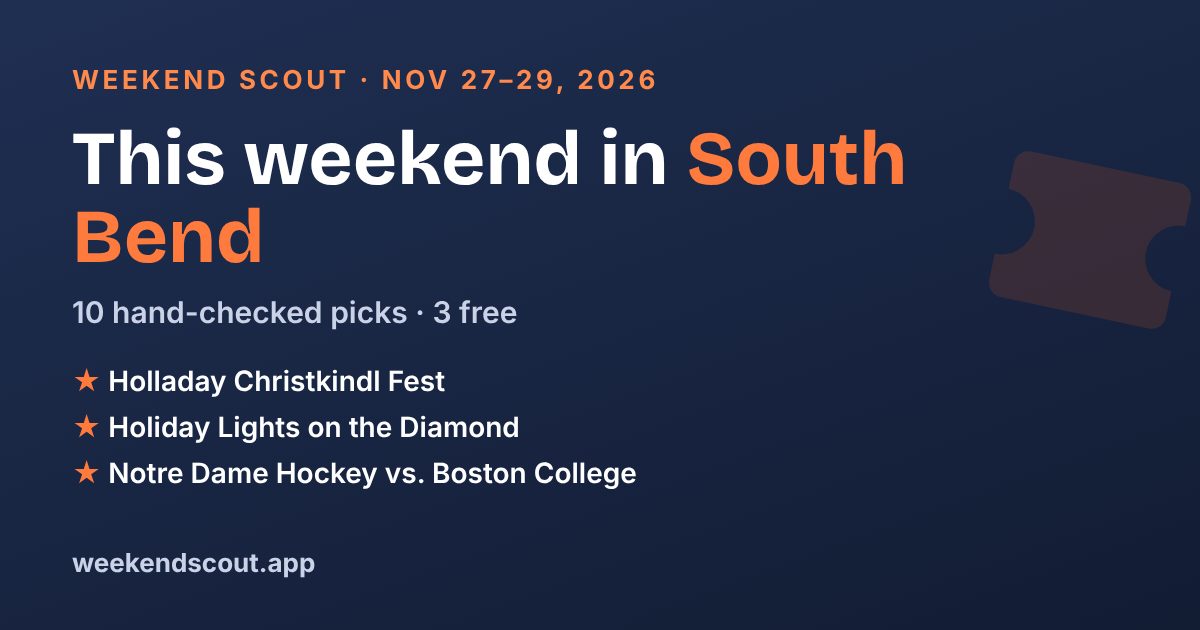 WEEKEND SCOUT · NOV 27–29, 2026
This weekend in South
Bend
10 hand-checked picks · 3 free
★ Holladay Christkindl Fest
★ Holiday Lights on the Diamond
★ Notre Dame Hockey vs. Boston College
weekendscout.app